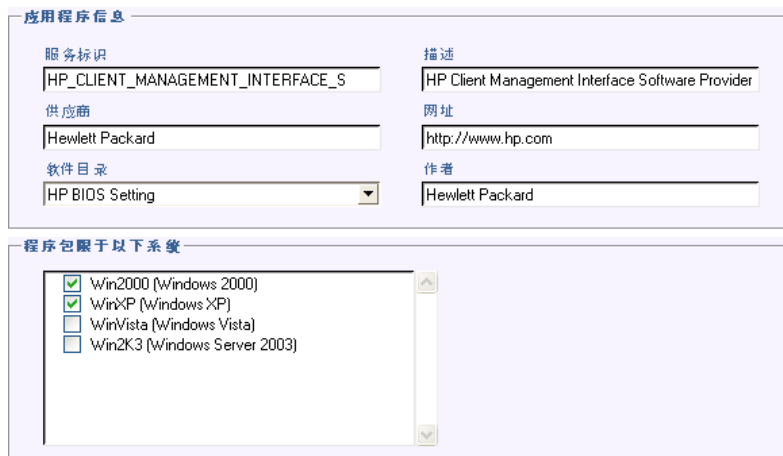 应用程序信息
服务标识
HP_CLIENT_MANAGEMENT_INTERFACE_S
描述
HP Client Management Interface Software Provider
供应商
Hewlett Packard
网址
http://www.hp.com
软件目录
HP BIOS Setting
作者
Hewlett Packard
程序包限于以下系统
Win2000 (Windows 2000)
WinXP (Windows XP)
WinVista (Windows Vista)
Win2K3 (Windows Server 2003)